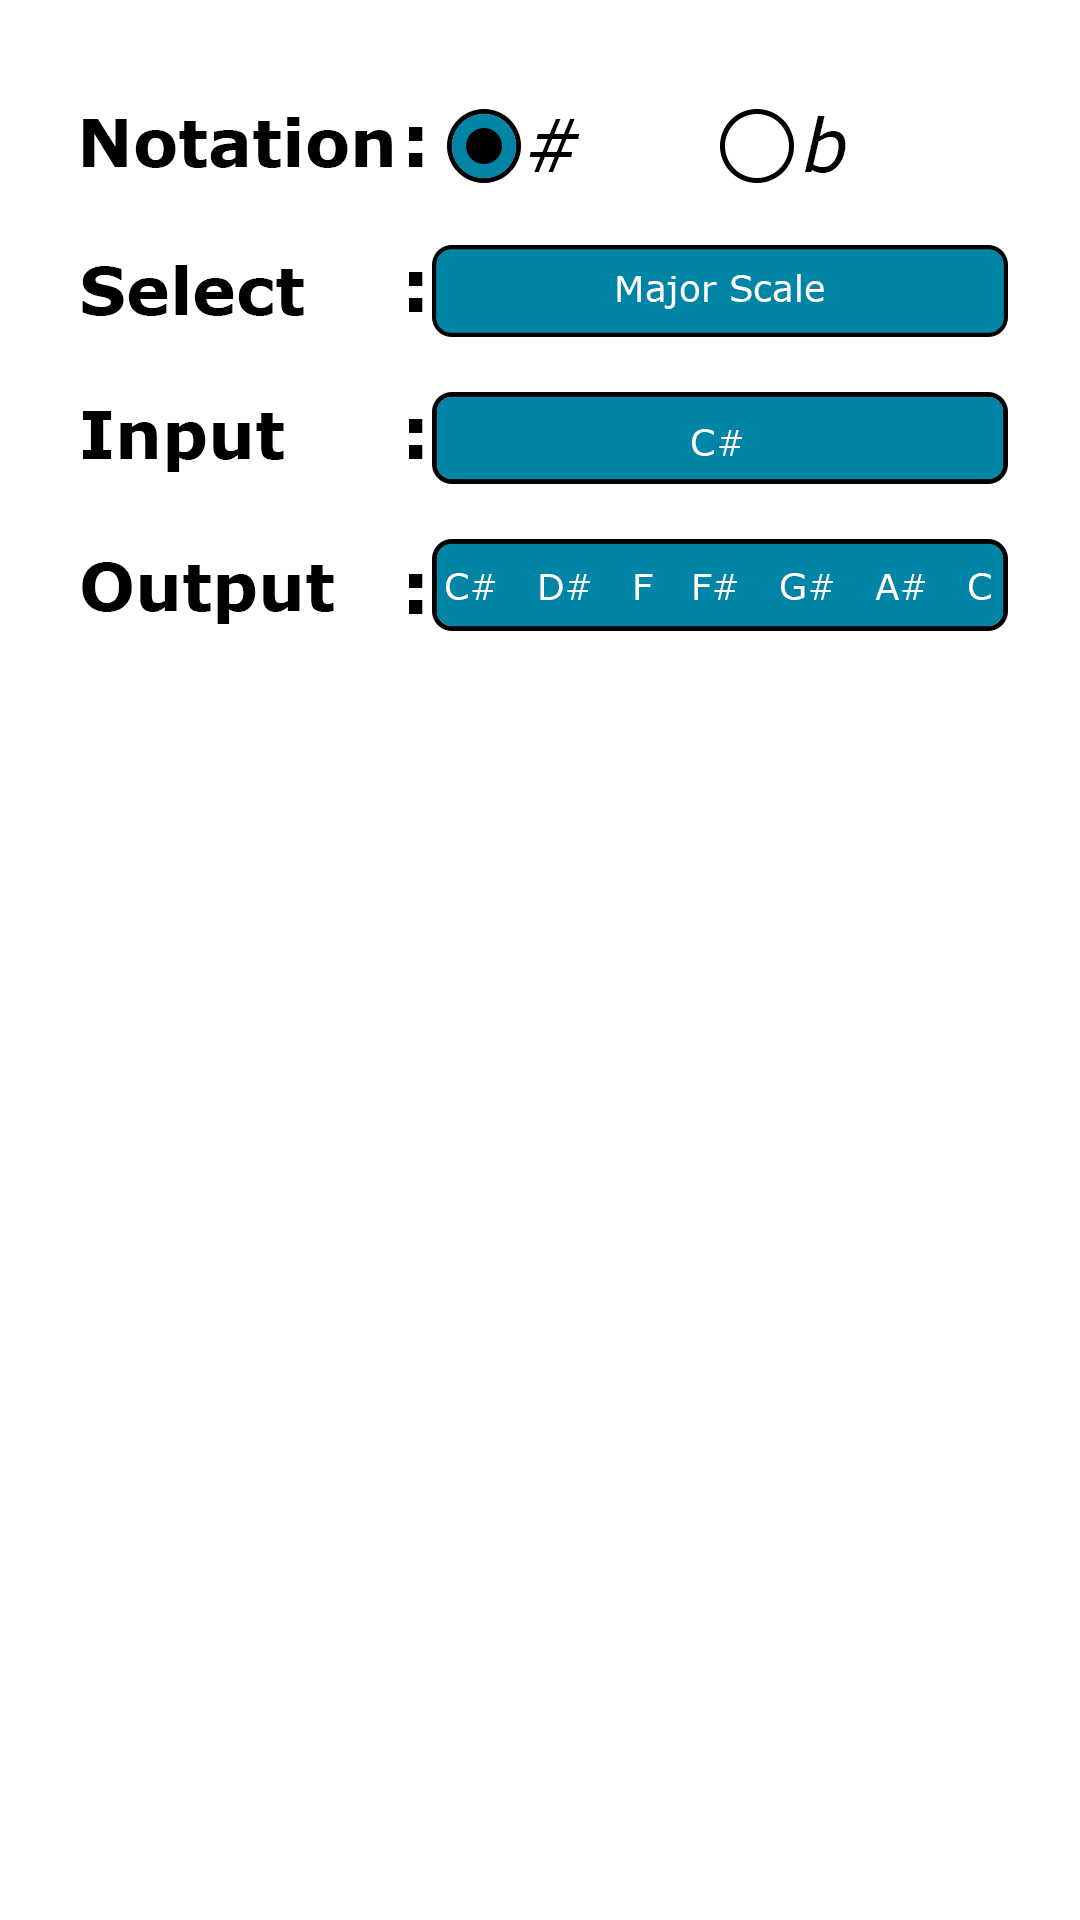 Notation: # b
Select : Major Scale
Input : C#
Output : C# D# F F# G# A# C